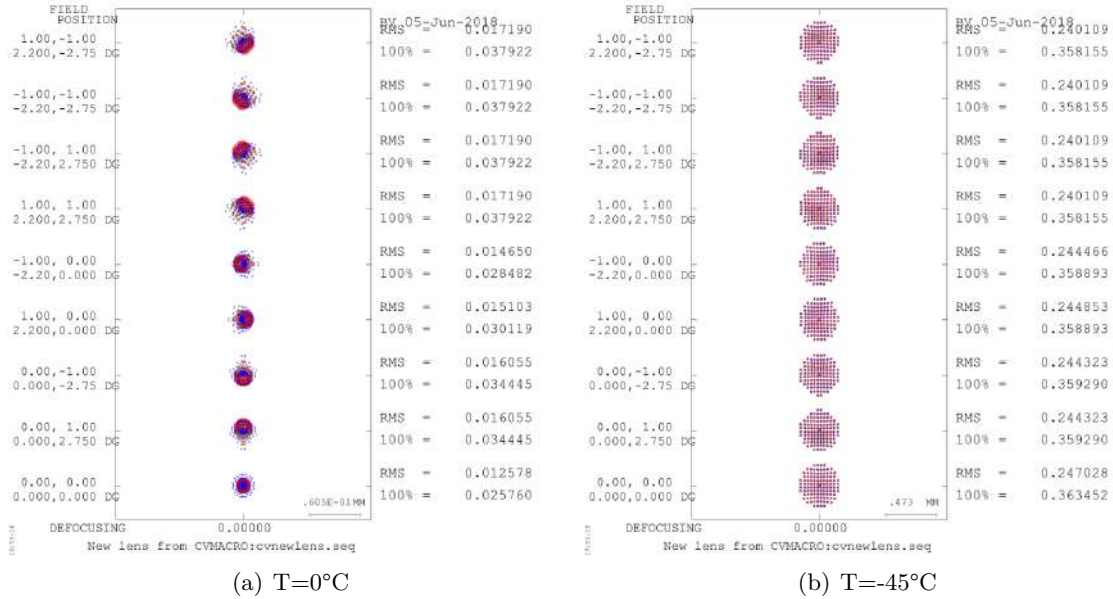 FIELD
POSITION
BV 05-Jun-2018
1.00,-1.00
2.200,-2.75 DG
RMS = 0.017190
100% = 0.037922
-1.00,-1.00
-2.20,-2.75 DG
RMS = 0.017190
100% = 0.037922
-1.00, 1.00
-2.20,2.750 DG
RMS = 0.017190
100% = 0.037922
1.00, 1.00
2.200,2.750 DG
RMS = 0.017190
100% = 0.037922
-1.00, 0.00
-2.20,0.000 DG
RMS = 0.014650
100% = 0.028482
1.00, 0.00
2.200,0.000 DG
RMS = 0.015103
100% = 0.030119
0.00,-1.00
0.000,-2.75 DG
RMS = 0.016055
100% = 0.034445
0.00, 1.00
0.000,2.750 DG
RMS = 0.016055
100% = 0.034445
0.00, 0.00
0.000,0.000 DG
RMS = 0.012578
100% = 0.025760
.605E-01MM
DEFOCUSING 0.00000
New lens from CVMACRO:cvnewlens.seq
(a) T=0°C
FIELD
POSITION
BV 05-Jun-2018
1.00,-1.00
2.200,-2.75 DG
RMS = 0.240109
100% = 0.358155
-1.00,-1.00
-2.20,-2.75 DG
RMS = 0.240109
100% = 0.358155
-1.00, 1.00
-2.20,2.750 DG
RMS = 0.240109
100% = 0.358155
1.00, 1.00
2.200,2.750 DG
RMS = 0.240109
100% = 0.358155
-1.00, 0.00
-2.20,0.000 DG
RMS = 0.244466
100% = 0.358893
1.00, 0.00
2.200,0.000 DG
RMS = 0.244853
100% = 0.358893
0.00,-1.00
0.000,-2.75 DG
RMS = 0.244323
100% = 0.359290
0.00, 1.00
0.000,2.750 DG
RMS = 0.244323
100% = 0.359290
0.00, 0.00
0.000,0.000 DG
RMS = 0.247028
100% = 0.363452
.473 MM
DEFOCUSING 0.00000
New lens from CVMACRO:cvnewlens.seq
(b) T=-45°C